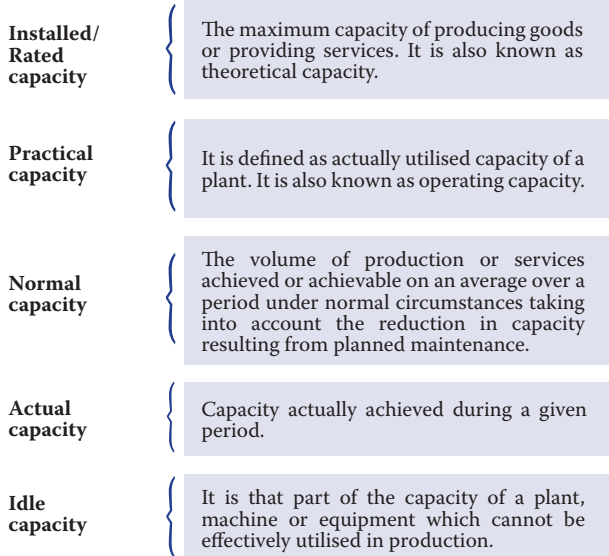 Installed/
Rated
capacity
The maximum capacity of producing goods
or providing services. It is also known as
theoretical capacity.
Practical
capacity
It is defined as actually utilised capacity of a
plant. It is also known as operating capacity.
Normal
capacity
The volume of production or services
achieved or achievable on an average over a
period under normal circumstances taking
into account the reduction in capacity
resulting from planned maintenance.
Actual
capacity
Capacity actually achieved during a given
period.
Idle
capacity
It is that part of the capacity of a plant,
machine or equipment which cannot be
effectively utilised in production.